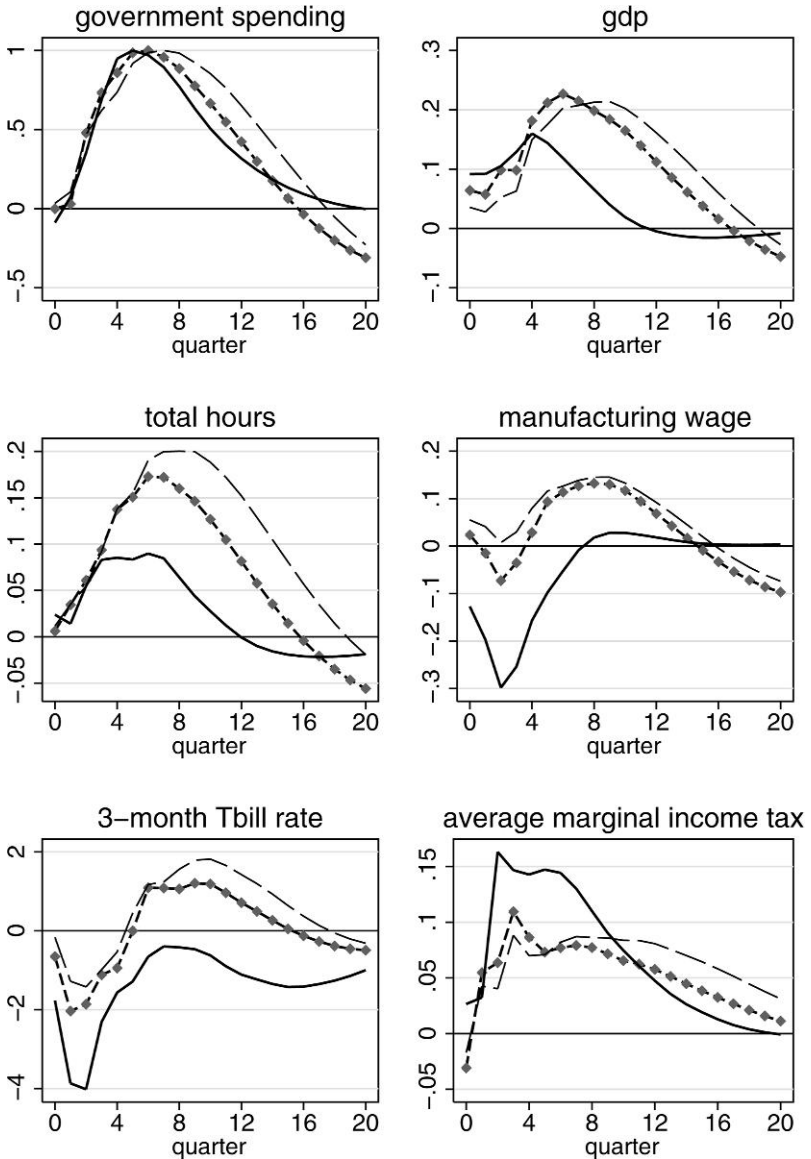 government spending
1
.5
0
-.5
0 4 8 12 16 20
quarter
gdp
.3
.2
.1
0
-.1
0 4 8 12 16 20
quarter
total hours
.2
.15
.1
.05
0
-.05
0 4 8 12 16 20
quarter
manufacturing wage
.2
.1
0
-.1
-.2
-.3
0 4 8 12 16 20
quarter
3-month Tbill rate
2
0
-2
-4
0 4 8 12 16 20
quarter
average marginal income tax
.15
.1
.05
0
-.05
0 4 8 12 16 20
quarter